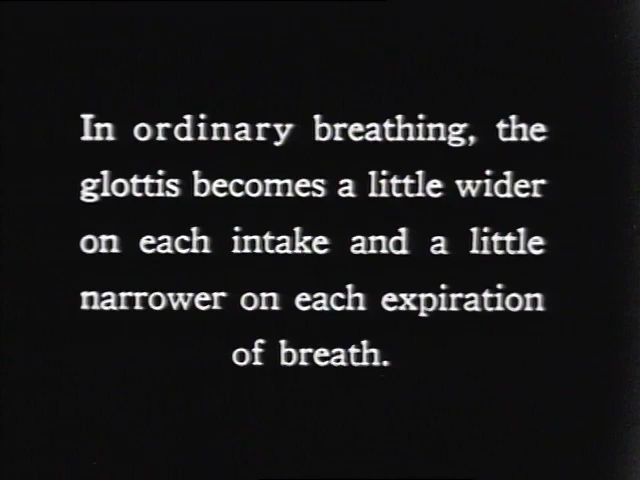 In ordinary breathing, the
glottis becomes a little wider
on each intake and a little
narrower on each expiration
of breath.